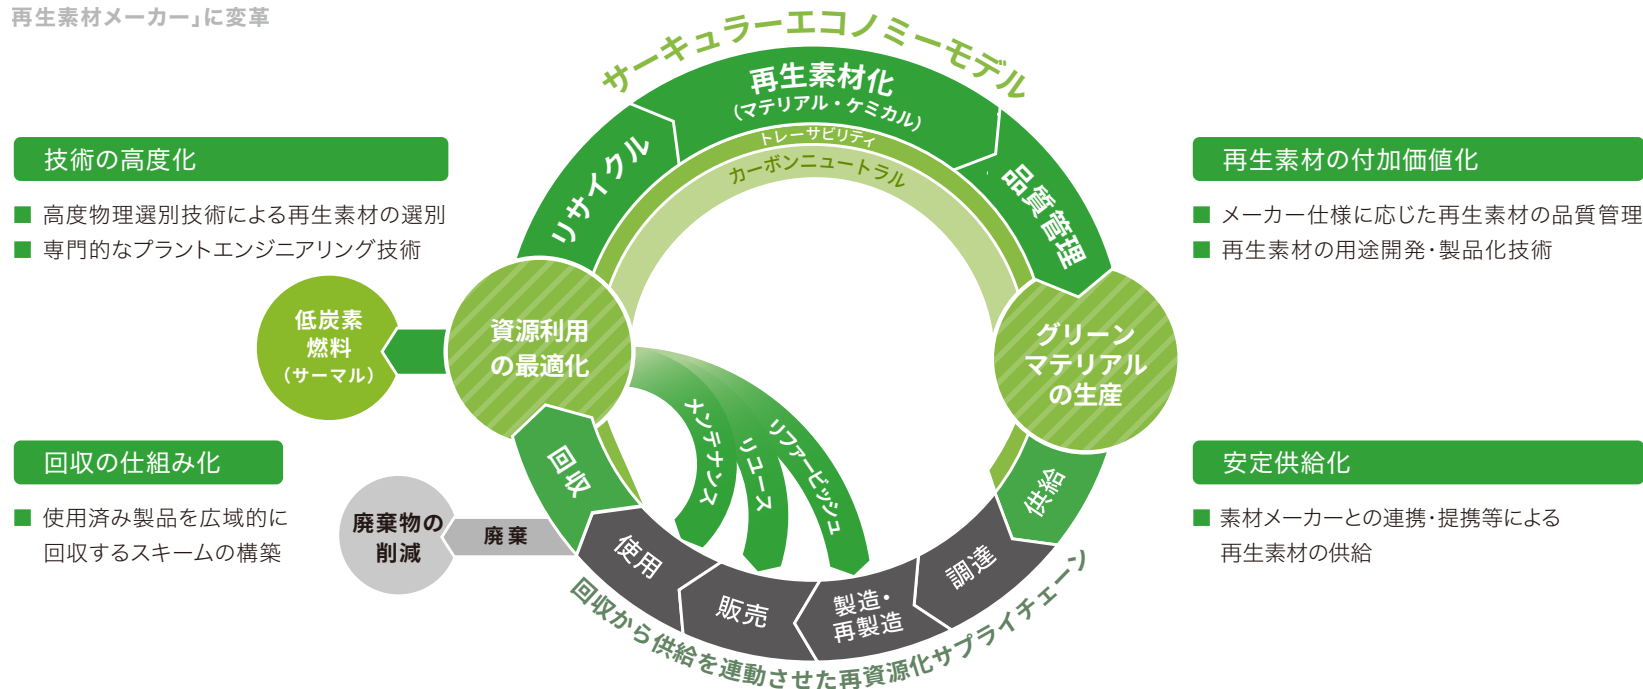 再生素材メーカー」に変革
サーキュラーエコノミーモデル
再生素材化
（マテリアル・ケミカル）
トレーサビリティ
カーボンニュートラル
リサイクル
品質管理
技術の高度化
■ 高度物理選別技術による再生素材の選別
■ 専門的なプラントエンジニアリング技術
再生素材の付加価値化
■ メーカー仕様に応じた再生素材の品質管理
■ 再生素材の用途開発・製品化技術
低炭素
燃料
（サーマル）
資源利用
の最適化
グリーン
マテリアル
の生産
メンテナンス
リユース
リファービッシュ
回収の仕組み化
■ 使用済み製品を広域的に
回収するスキームの構築
廃棄物の
削減
廃棄
回収
供給
使用
販売
製造・
再製造
調達
安定供給化
■ 素材メーカーとの連携・提携等による
再生素材の供給
回収から供給を連動させた再資源化サプライチェーン